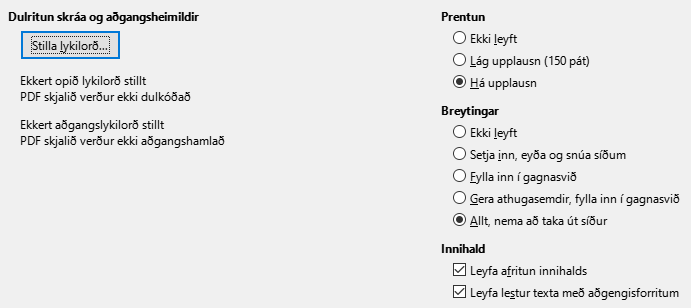 Dulritun skráa og aðgangsheimildir
Stilla lykilorð...
Ekkert opið lykilorð stillt
PDF skjalið verður ekki dulkóðað
Ekkert aðgangslykilorð stillt
PDF skjalið verður ekki aðgangshamlað
Prentun
Ekki leyft
Lág upplausn (150 pát)
Há upplausn
Breytingar
Ekki leyft
Setja inn, eyða og snúa síðum
Fylla inn í gagnasvið
Gera athugasemdir, fylla inn í gagnasvið
Allt, nema að taka út síður
Innihald
Leyfa afritun innihalds
Leyfa lestur texta með aðgengisforritum